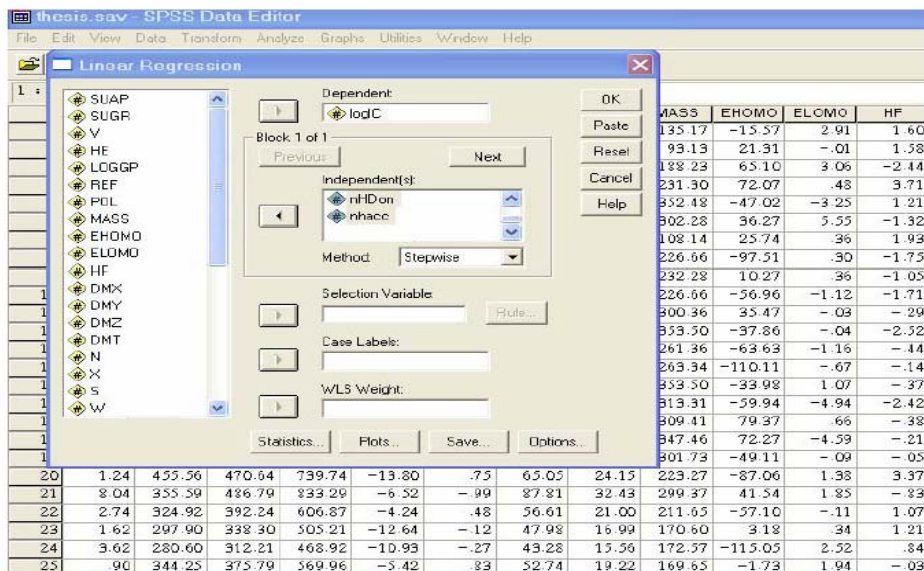 thesis.sav - SPSS Data Editor
File Edit View Data Transform Analyze Graphs Utilities Window Help
Linear Regression
1 :
SUAP
SUGR
V
HE
LOGGP
REF
POL
MASS
EHOMO
ELOMO
HF
DMX
DMY
DMZ
DMT
N
X
S
W
Dependent:
logIC
Block 1 of 1
Previous
Next
Independent(s):
nHDon
nhacc
Method: Stepwise
Selection Variable:
Rule...
Case Labels:
WLS Weight:
Statistics... Plots... Save... Options...
OK
Paste
Reset
Cancel
Help
MASS EHOMO ELOMO HF
135.17 -15.57 2.91 1.60
93.13 21.31 -.01 1.58
188.23 65.10 3.06 -2.44
231.30 72.07 .48 3.71
352.48 -47.02 -3.25 1.21
302.28 36.27 5.55 -1.32
108.14 25.74 .36 1.93
226.66 -97.51 .30 -1.75
232.28 10.27 .36 -1.05
226.66 -56.96 -1.12 -1.71
300.36 35.47 -.03 -.29
353.50 -37.86 -.04 -2.52
261.36 -63.63 -1.16 -.44
263.34 -110.11 -.67 -.14
353.50 -33.98 1.07 -.37
313.31 -59.94 -4.94 -2.42
309.41 79.37 .66 -.38
347.46 72.27 -4.59 -.21
301.73 -49.11 -.09 -.05
20 1.24 455.56 470.64 739.74 -13.80 .75 65.05 24.15 223.27 -87.06 1.38 3.37
21 8.04 355.59 486.79 833.29 -6.52 -.99 87.81 32.43 299.37 41.54 1.85 -.83
22 2.74 324.92 392.24 606.87 -4.24 .48 56.61 21.00 211.65 -57.10 -.11 1.07
23 1.62 297.90 338.30 505.21 -12.64 -.12 47.98 16.99 170.60 3.18 .34 1.21
24 3.62 280.60 312.21 468.92 -10.93 -.27 43.28 15.56 172.57 -115.05 2.52 .84
25 .90 344.25 375.79 569.96 -5.42 .83 52.74 19.22 169.65 -1.73 1.94 -.03